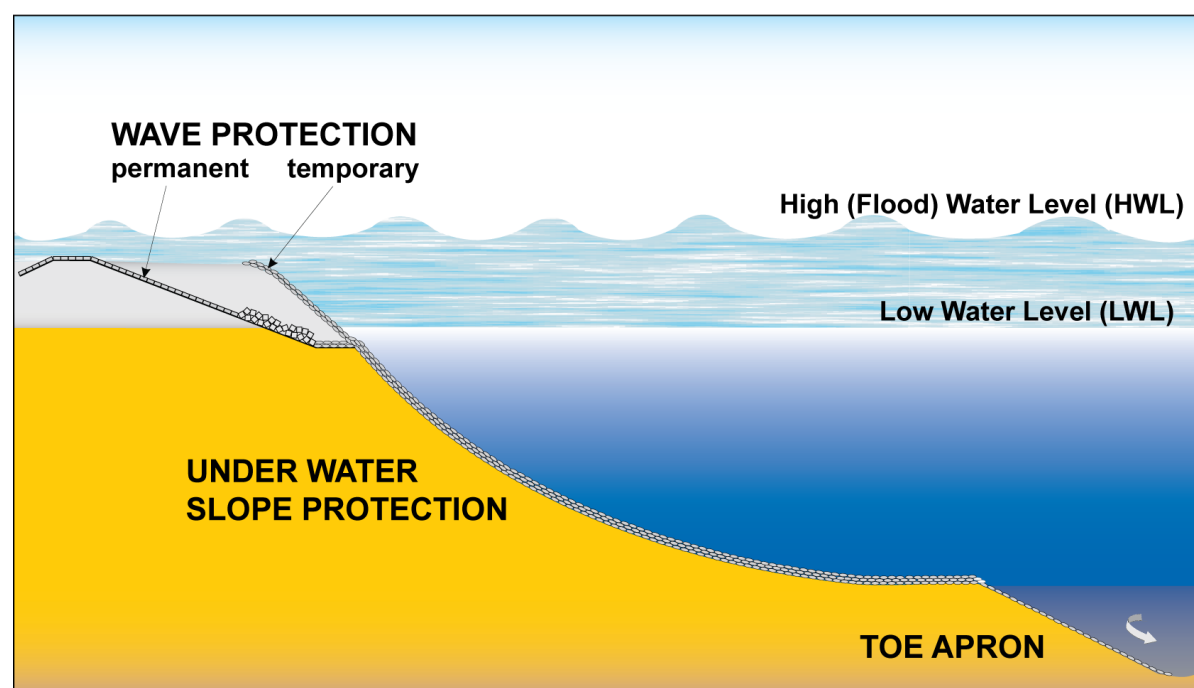 WAVE PROTECTION
permanent temporary
High (Flood) Water Level (HWL)
Low Water Level (LWL)
UNDER WATER
SLOPE PROTECTION
TOE APRON